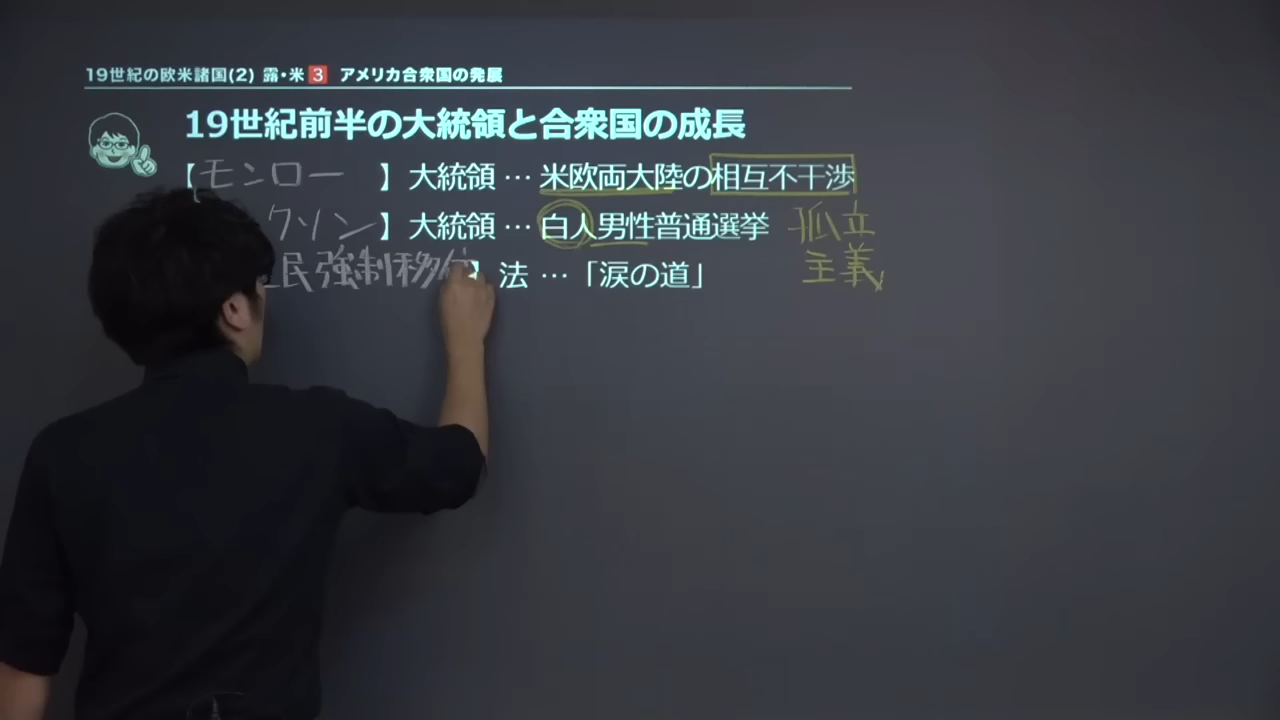 19世紀の欧米諸国(2) 露・米 3 アメリカ合衆国の発展
19世紀前半の大統領と合衆国の成長
【モンロー 】大統領 … 米欧両大陸の相互不干渉
クソン 】大統領 … 白人男性普通選挙 孤立
民強制移住】法 …「涙の道」 主義